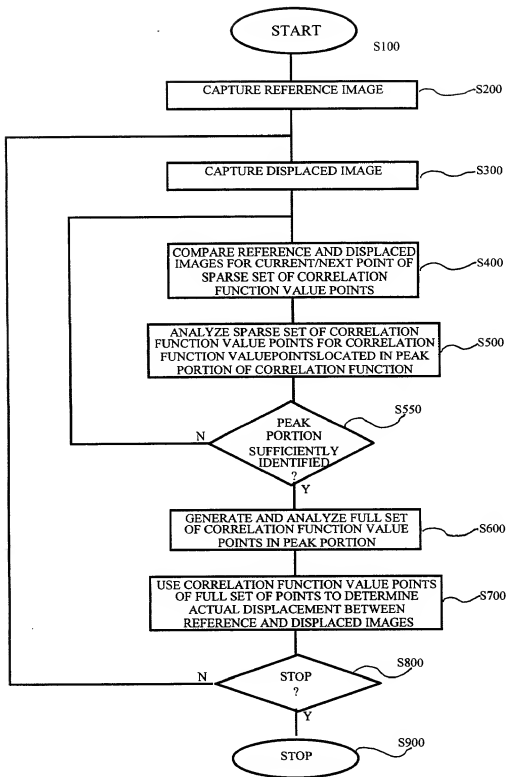 START
S100
CAPTURE REFERENCE IMAGE
S200
CAPTURE DISPLACED IMAGE
S300
COMPARE REFERENCE AND DISPLACED
IMAGES FOR CURRENT/NEXT POINT OF
SPARSE SET OF CORRELATION
FUNCTION VALUE POINTS
S400
ANALYZE SPARSE SET OF CORRELATION
FUNCTION VALUE POINTS FOR CORRELATION
FUNCTION VALUEPOINTSLOCATED IN PEAK
PORTION OF CORRELATION FUNCTION
S500
PEAK
PORTION
SUFFICIENTLY
IDENTIFIED
?
S550
N
Y
GENERATE AND ANALYZE FULL SET
OF CORRELATION FUNCTION VALUE
POINTS IN PEAK PORTION
S600
USE CORRELATION FUNCTION VALUE POINTS
OF FULL SET OF POINTS TO DETERMINE
ACTUAL DISPLACEMENT BETWEEN
REFERENCE AND DISPLACED IMAGES
S700
STOP
?
S800
N
Y
STOP
S900